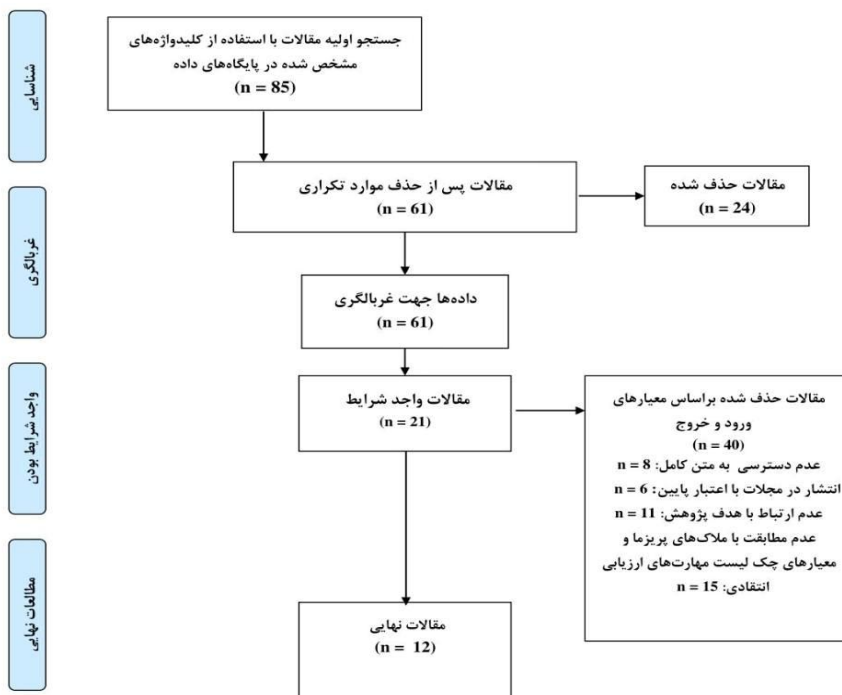 شناسایی
جستجو اولیه مقالات با استفاده از کلیدواژه‌های
مشخص شده در پایگاه‌های داده
(n = 85)
مقالات پس از حذف موارد تکراری
(n = 61)
مقالات حذف شده
(n = 24)
غربالگری
داده‌ها جهت غربالگری
(n = 61)
واجد شرایط بودن
مقالات واجد شرایط
(n = 21)
مقالات حذف شده براساس معیارهای
ورود و خروج
(n = 40)
عدم دسترسی به متن کامل: n = 8
انتشار در مجلات با اعتبار پایین: n = 6
عدم ارتباط با هدف پژوهش: n = 11
عدم مطابقت با ملاک‌های پریزما و
معیارهای چک لیست مهارت‌های ارزیابی
انتقادی: n = 15
مطالعات نهایی
مقالات نهایی
(n = 12)